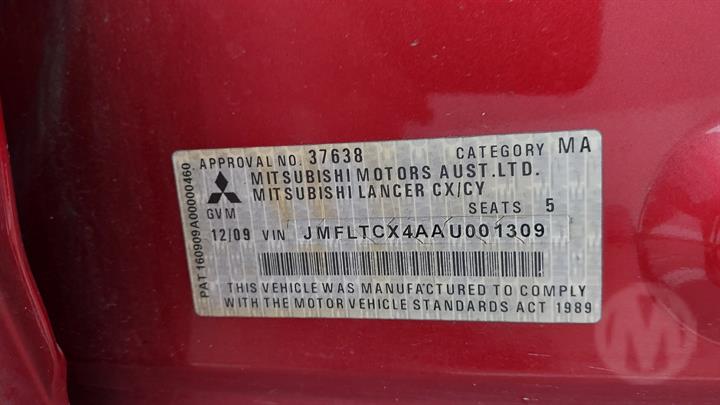 APPROVAL NO. 37638 CATEGORY MA
MITSUBISHI MOTORS AUST.LTD.
MITSUBISHI LANCER CX/CY
GVM SEATS 5
12/09 VIN JMFLTCX4AAU001309
THIS VEHICLE WAS MANUFACTURED TO COMPLY
WITH THE MOTOR VEHICLE STANDARDS ACT 1989
PAT 160909A00000460
M